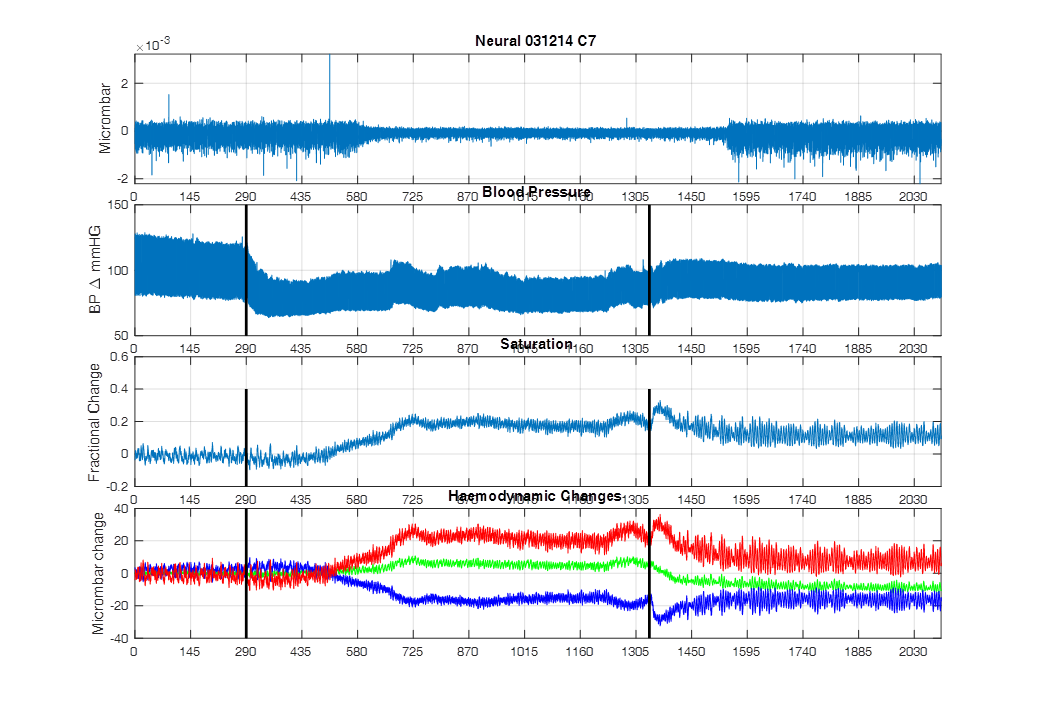 ×10-3
Neural 031214 C7
Micrombar
2
0
-2
0 145 290 435 580 725 870 1015 1160 1305 1450 1595 1740 1885 2030
Blood Pressure
BP Δ mmHG
150
100
50
0 145 290 435 580 725 870 1015 1160 1305 1450 1595 1740 1885 2030
Saturation
Fractional Change
0.6
0.4
0.2
0
-0.2
0 145 290 435 580 725 870 1015 1160 1305 1450 1595 1740 1885 2030
Haemodynamic Changes
Micrombar change
40
20
0
-20
-40
0 145 290 435 580 725 870 1015 1160 1305 1450 1595 1740 1885 2030